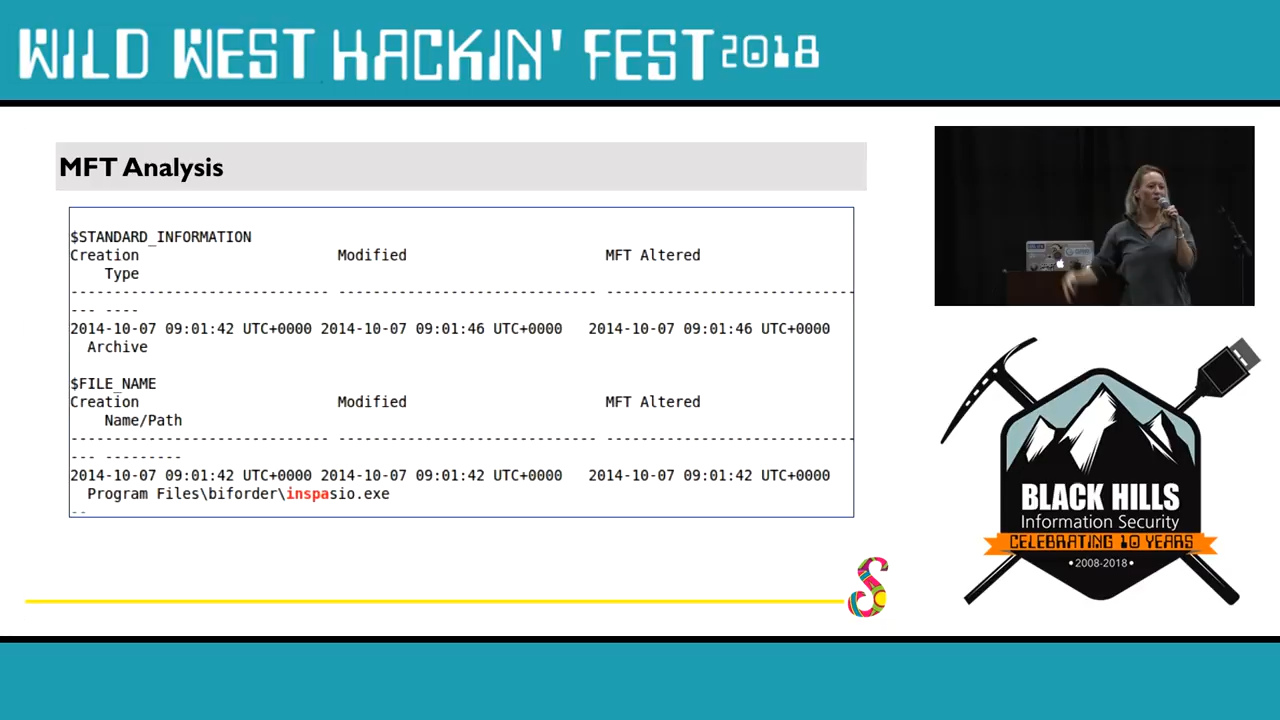 WILD WEST HACKIN' FEST 2018
MFT Analysis
$STANDARD_INFORMATION
Creation Modified MFT Altered
Type
------------------------------ ------------------------------ -----------------------------
--- ----
2014-10-07 09:01:42 UTC+0000 2014-10-07 09:01:46 UTC+0000 2014-10-07 09:01:46 UTC+0000
Archive
$FILE_NAME
Creation Modified MFT Altered
Name/Path
------------------------------ ------------------------------ -----------------------------
--- ---------
2014-10-07 09:01:42 UTC+0000 2014-10-07 09:01:42 UTC+0000 2014-10-07 09:01:42 UTC+0000
Program Files\biforder\inspasio.exe
--
S
BLACK HILLS
Information Security
CELEBRATING 10 YEARS
•2008-2018•